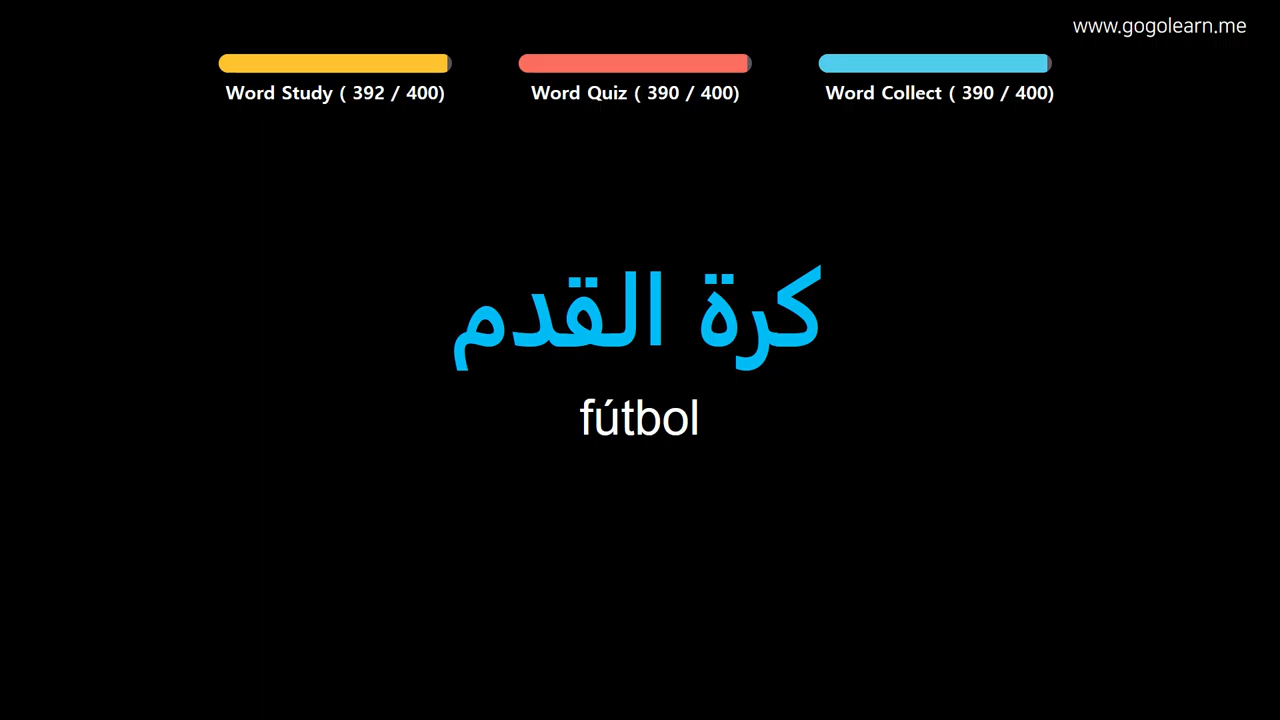 www.gogolearn.me
Word Study ( 392 / 400)
Word Quiz ( 390 / 400)
Word Collect ( 390 / 400)
كرة القدم
fútbol